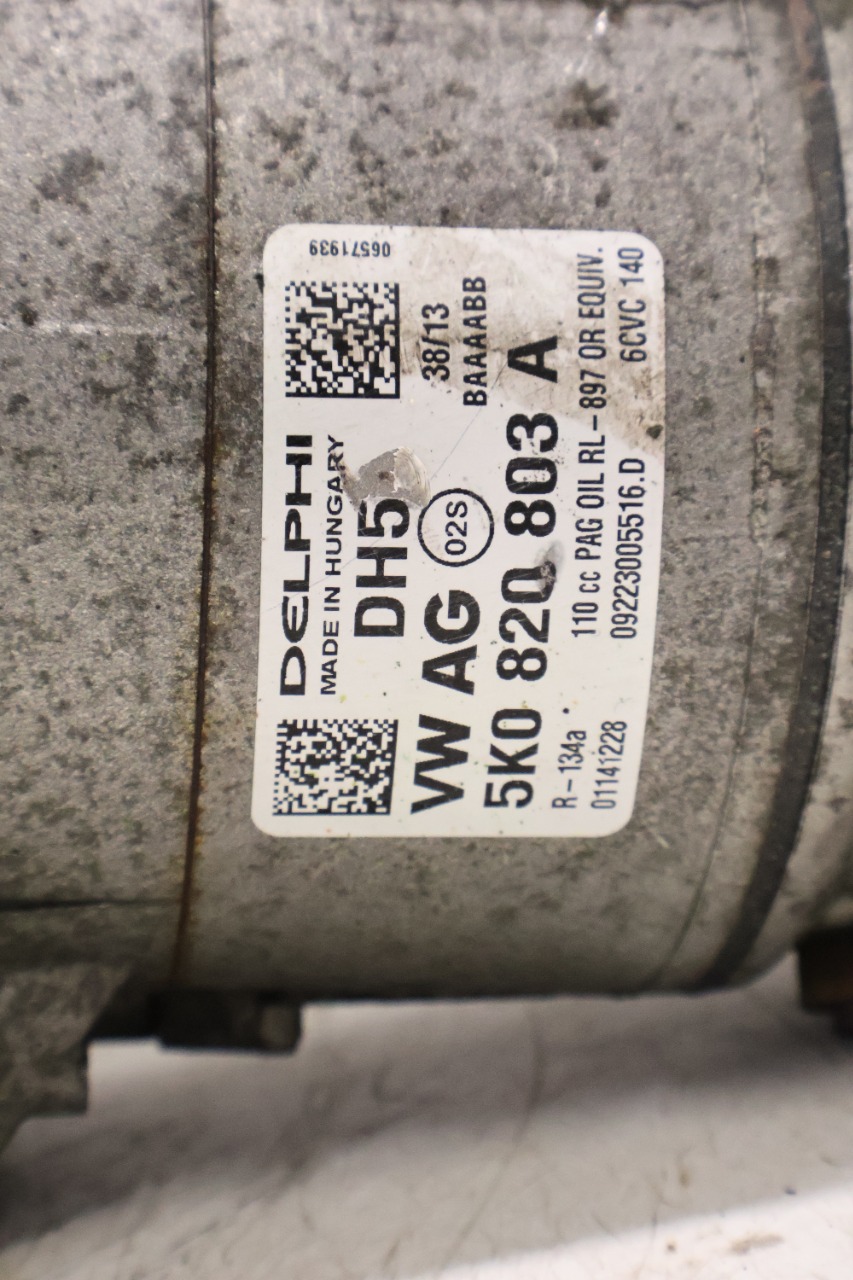 06571939
DELPHI
MADE IN HUNGARY
DH5
38/13
BAAAABB
VW AG 02S
5K0 820 803 A
R-134a 110 cc PAG OIL RL-897 OR EQUIV.
01141228 09223005516.D 6CVC 140